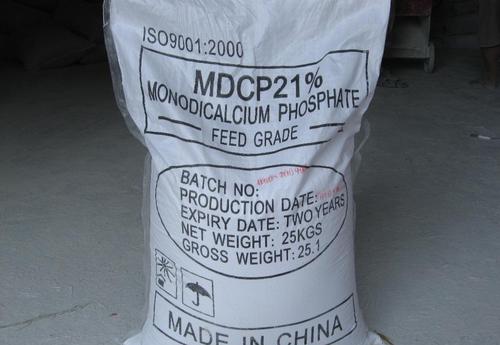 ISO9001:2000
MDCP21%
MONODICALCIUM PHOSPHATE
FEED GRADE
BATCH NO:
PRODUCTION DATE:
EXPIRY DATE: TWO YEARS
NET WEIGHT: 25KGS
GROSS WEIGHT: 25.1
MADE IN CHINA